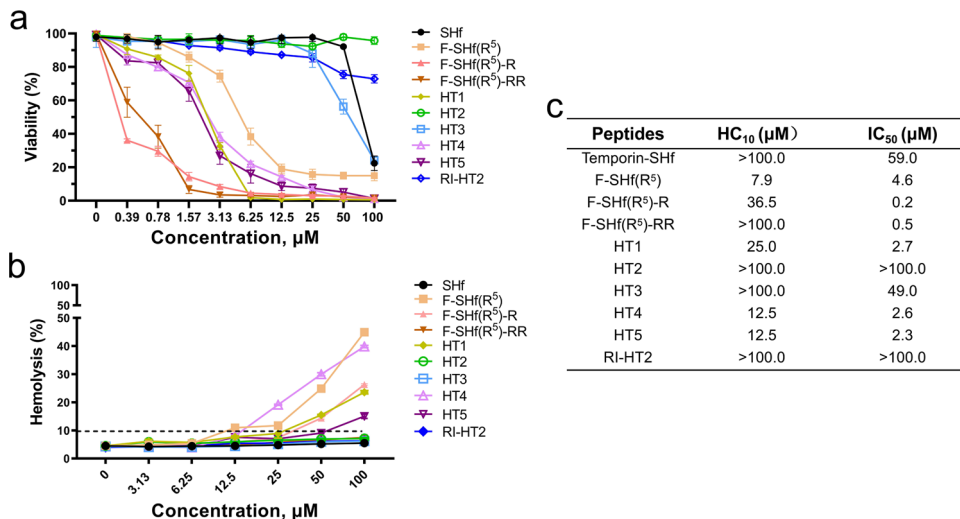 a
100
80
60
40
20
0
Viability (%)
0 0.39 0.78 1.57 3.13 6.25 12.5 25 50 100
Concentration, μM
SHf
F-SHf(R⁵)
F-SHf(R⁵)-R
F-SHf(R⁵)-RR
HT1
HT2
HT3
HT4
HT5
RI-HT2
b
100
50
50
40
30
20
10
0
Hemolysis (%)
0 3.13 6.25 12.5 25 50 100
Concentration, μM
SHf
F-SHf(R⁵)
F-SHf(R⁵)-R
F-SHf(R⁵)-RR
HT1
HT2
HT3
HT4
HT5
RI-HT2
c
Peptides HC₁₀ (μM) IC₅₀ (μM)
Temporin-SHf >100.0 59.0
F-SHf(R⁵) 7.9 4.6
F-SHf(R⁵)-R 36.5 0.2
F-SHf(R⁵)-RR >100.0 0.5
HT1 25.0 2.7
HT2 >100.0 >100.0
HT3 >100.0 49.0
HT4 12.5 2.6
HT5 12.5 2.3
RI-HT2 >100.0 >100.0